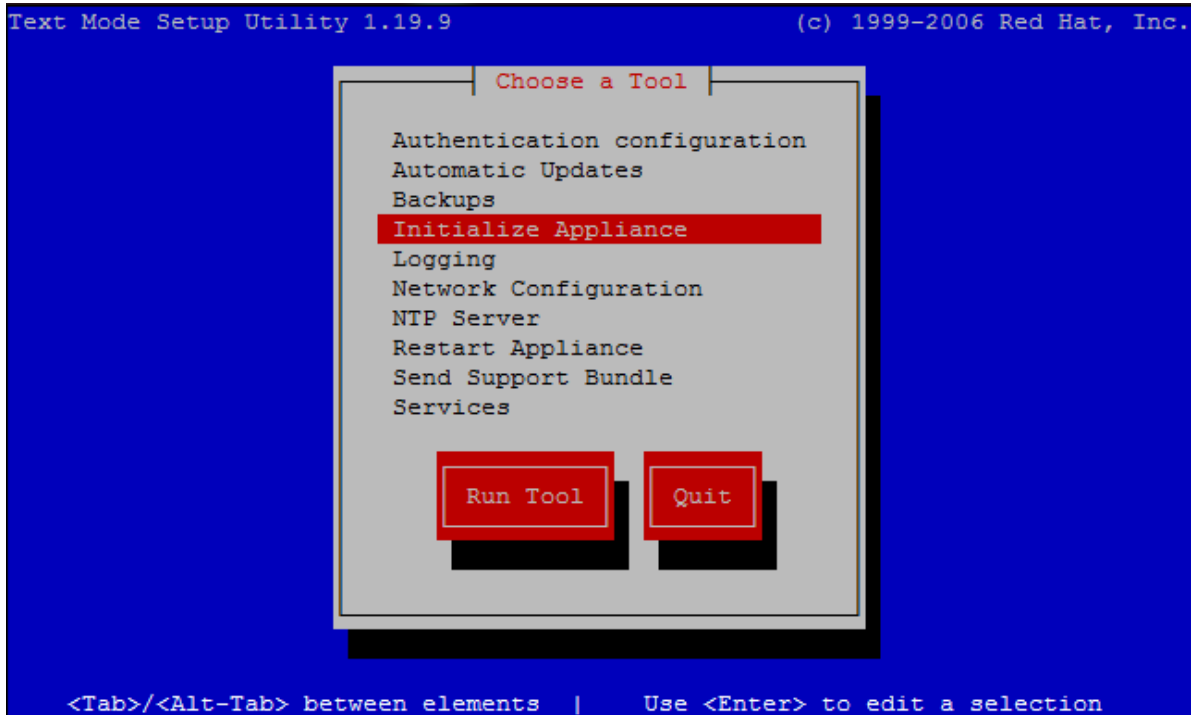 Text Mode Setup Utility 1.19.9 (c) 1999-2006 Red Hat, Inc.
Choose a Tool
Authentication configuration
Automatic Updates
Backups
Initialize Appliance
Logging
Network Configuration
NTP Server
Restart Appliance
Send Support Bundle
Services
Run Tool Quit
<Tab>/<Alt-Tab> between elements | Use <Enter> to edit a selection